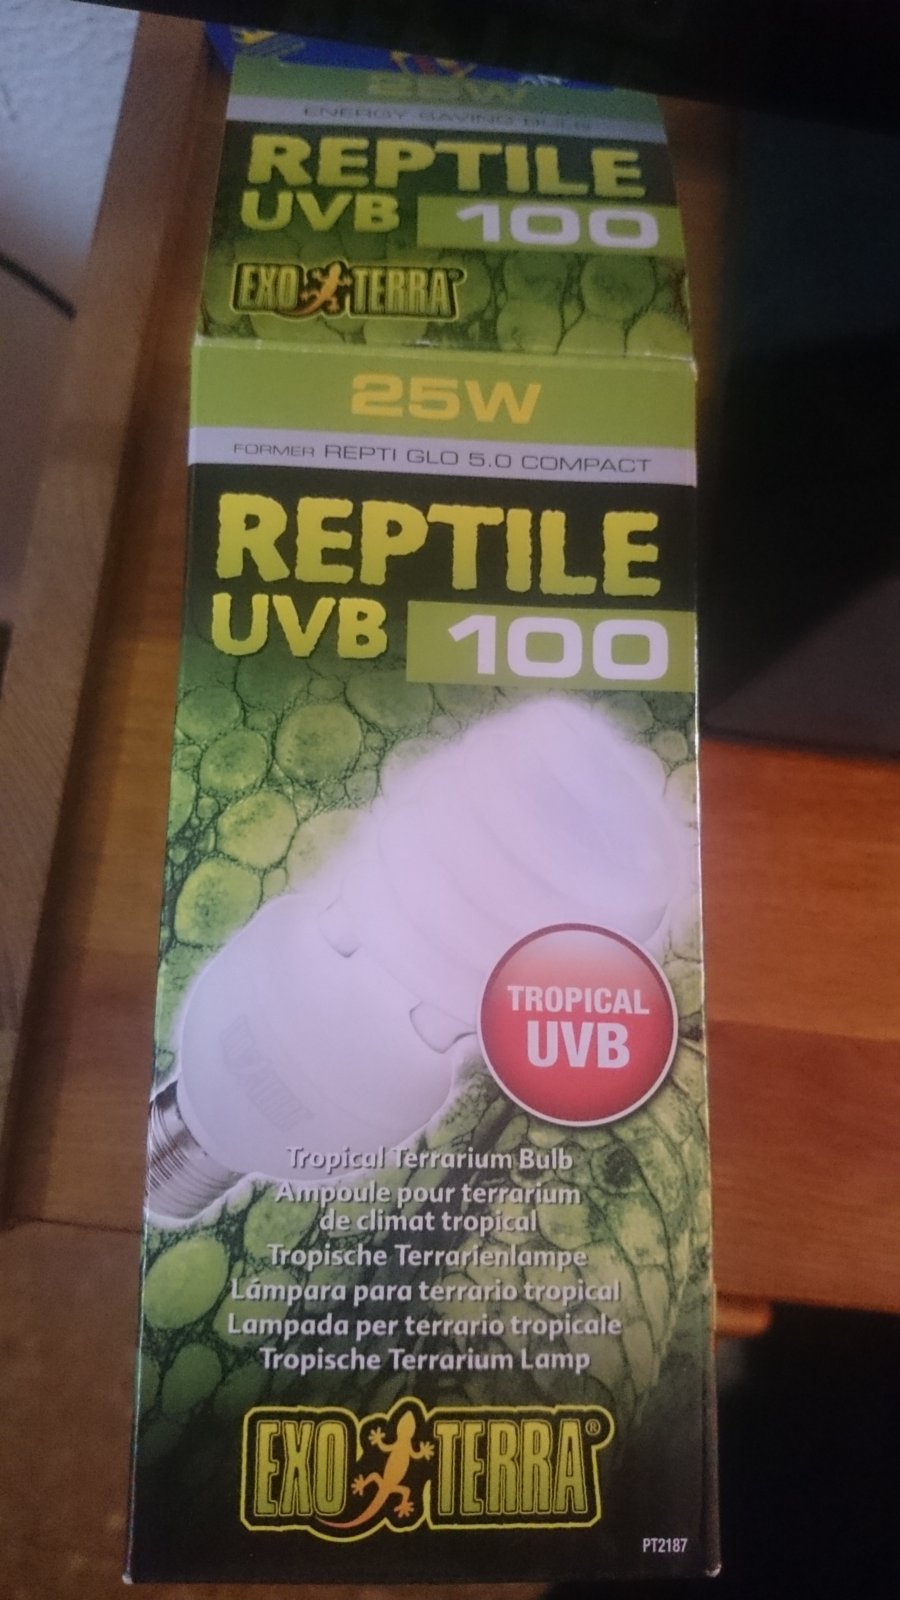 25W
ENERGY SAVING BULB
REPTILE
UVB 100
EXO TERRA®
25W
FORMER REPTI GLO 5.0 COMPACT
REPTILE
UVB 100
TROPICAL
UVB
Tropical Terrarium Bulb
Ampoule pour terrarium
de climat tropical
Tropische Terrarienlampe
Lámpara para terrario tropical
Lampada per terrario tropicale
Tropische Terrarium Lamp
EXO TERRA®
PT2187